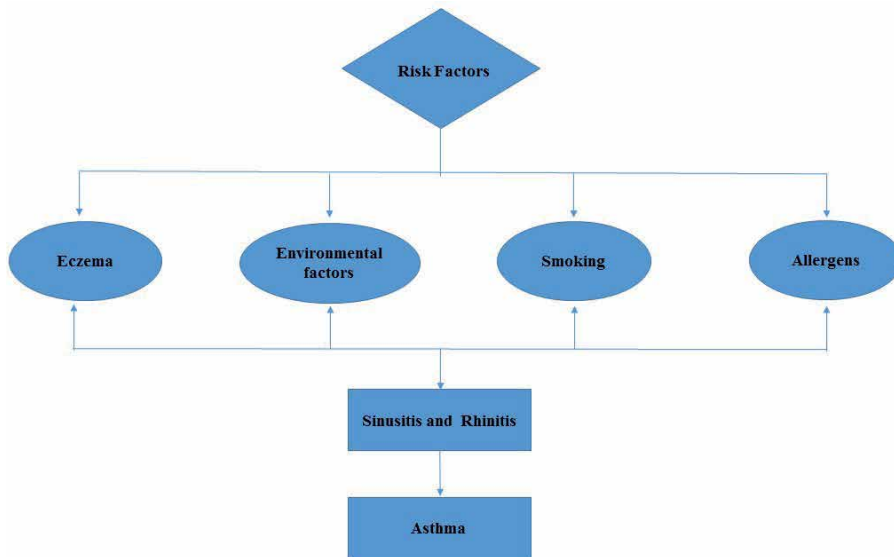 Risk Factors
Eczema
Environmental
factors
Smoking
Allergens
Sinusitis and Rhinitis
Asthma